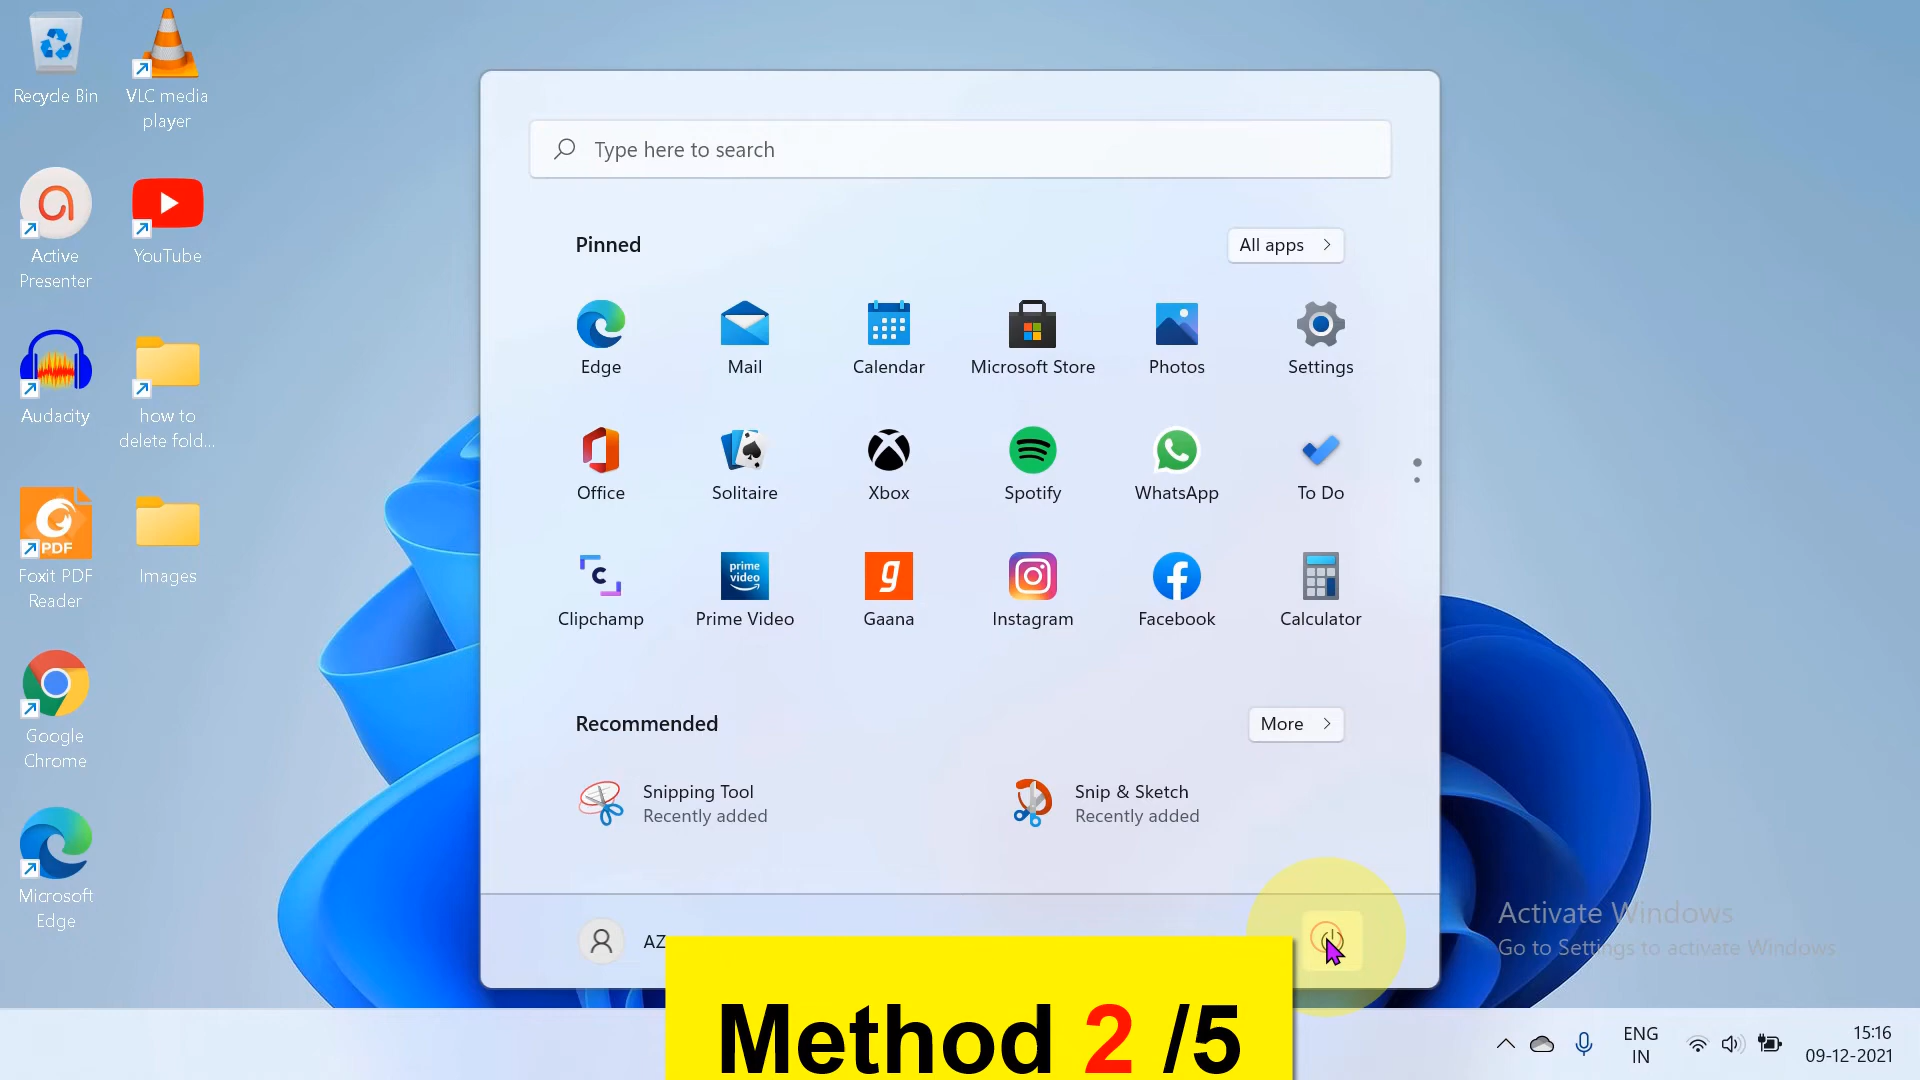 Recycle Bin
VLC media
player
Active
Presenter
YouTube
Audacity
how to
delete fold...
PDF
Foxit PDF
Reader
Images
Google
Chrome
Microsoft
Edge
Type here to search
Pinned
All apps
Edge
Mail
Calendar
Microsoft Store
Photos
Settings
Office
Solitaire
Xbox
Spotify
WhatsApp
To Do
prime
video
Clipchamp
Prime Video
Gaana
Instagram
Facebook
Calculator
Recommended
More
Snipping Tool
Recently added
Snip & Sketch
Recently added
AZ
Activate Windows
Go to Settings to activate Windows
Method 2 /5
ENG
IN
15:16
09-12-2021